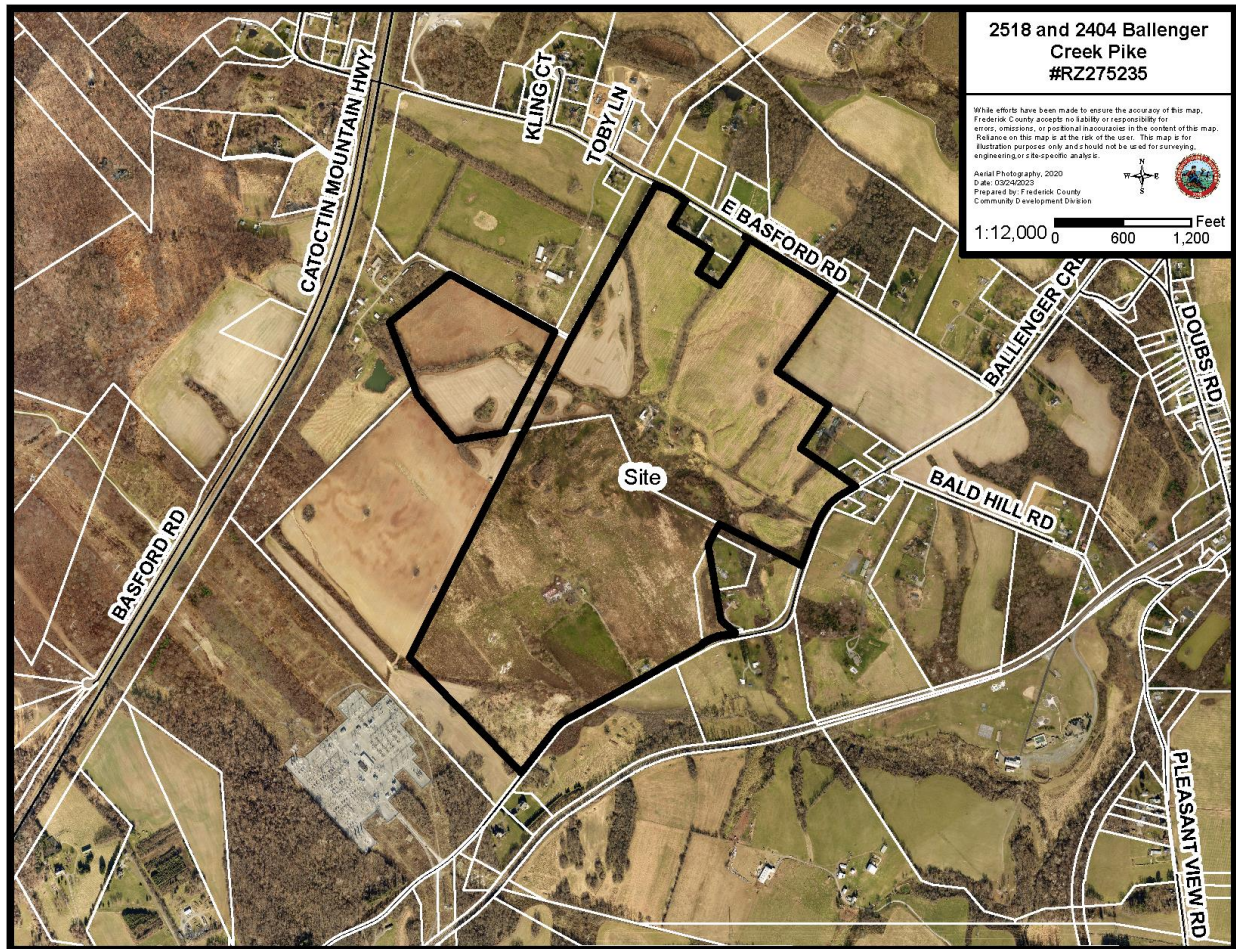 2518 and 2404 Ballenger
Creek Pike
#RZ275235
While efforts have been made to ensure the accuracy of this map,
Frederick County accepts no liability or responsibility for
errors, omissions, or positional inaccuracies in the content of this map.
Reliance on this map is at the risk of the user. This map is for
illustration purposes only and should not be used for surveying,
engineering, or site-specific analysis.
Aerial Photography, 2020
Date: 03/24/2023
Prepared by: Frederick County
Community Development Division
N
W E
S
1:12,000
0 600 1,200
Feet
CATOCTIN MOUNTAIN HWY
KLING CT
TOBY LN
E BASFORD RD
BALLENGER CRE
DOUBS RD
Site
BALD HILL RD
BASFORD RD
PLEASANT VIEW RD